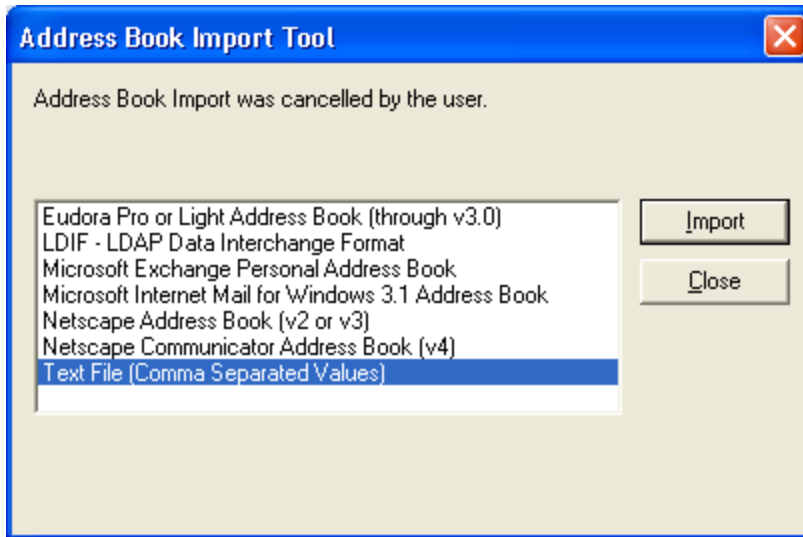 Address Book Import Tool
Address Book Import was cancelled by the user.
Eudora Pro or Light Address Book (through v3.0)
LDIF - LDAP Data Interchange Format
Microsoft Exchange Personal Address Book
Microsoft Internet Mail for Windows 3.1 Address Book
Netscape Address Book (v2 or v3)
Netscape Communicator Address Book (v4)
Text File (Comma Separated Values)
Import
Close